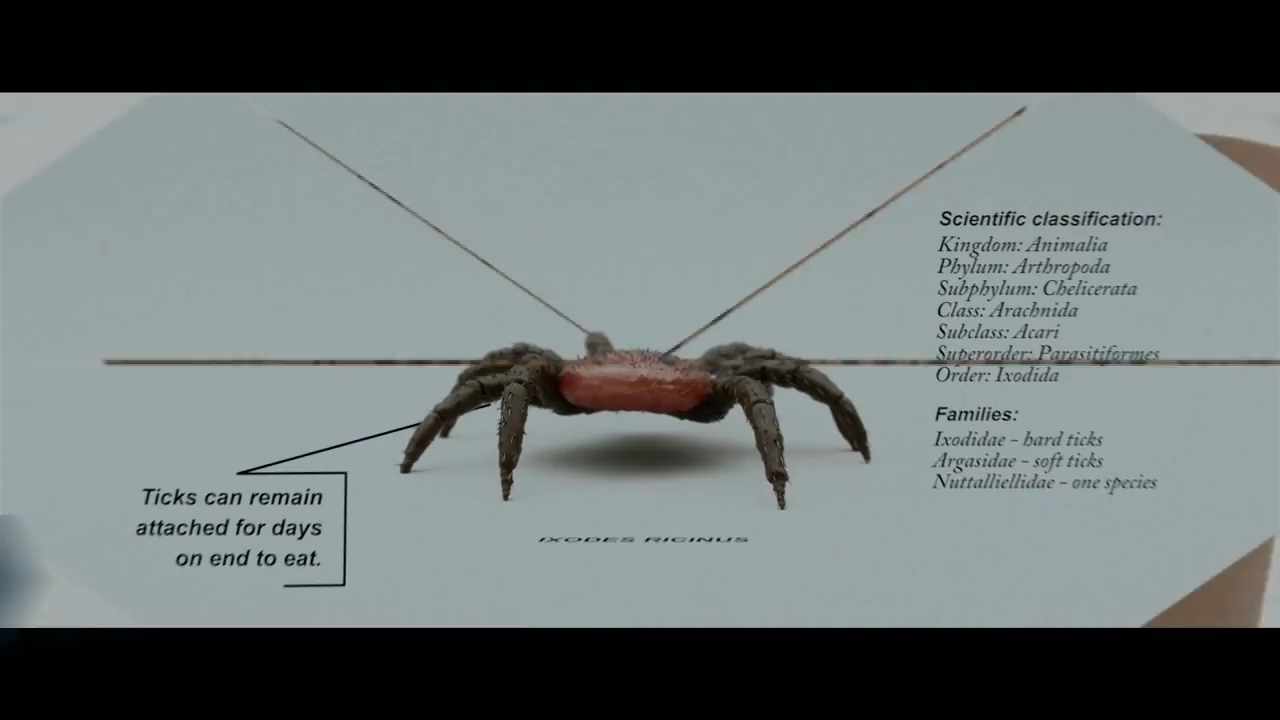 Scientific classification:
Kingdom: Animalia
Phylum: Arthropoda
Subphylum: Chelicerata
Class: Arachnida
Subclass: Acari
Superorder: Parasitiformes
Order: Ixodida
Families:
Ixodidae - hard ticks
Argasidae - soft ticks
Nuttalliellidae - one species
Ticks can remain
attached for days
on end to eat.
IXODES RICINUS